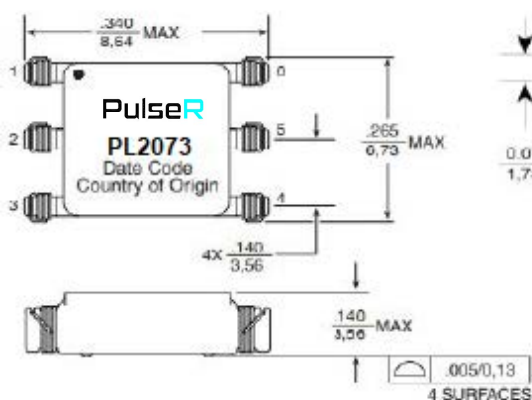 .340
8,64 MAX
1
6
PulseR
2
5
PL2073
Date Code
Country of Origin
.265
6,73 MAX
3
4
4X .140
3,56
.140
3,56 MAX
.005/0,13
4 SURFACES